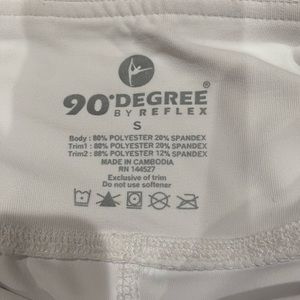 90°DEGREE®
BY REFLEX
S
Body : 80% POLYESTER 20% SPANDEX
Trim1 : 80% POLYESTER 20% SPANDEX
Trim2 : 88% POLYESTER 12% SPANDEX
MADE IN CAMBODIA
RN 144527
Exclusive of trim
Do not use softener